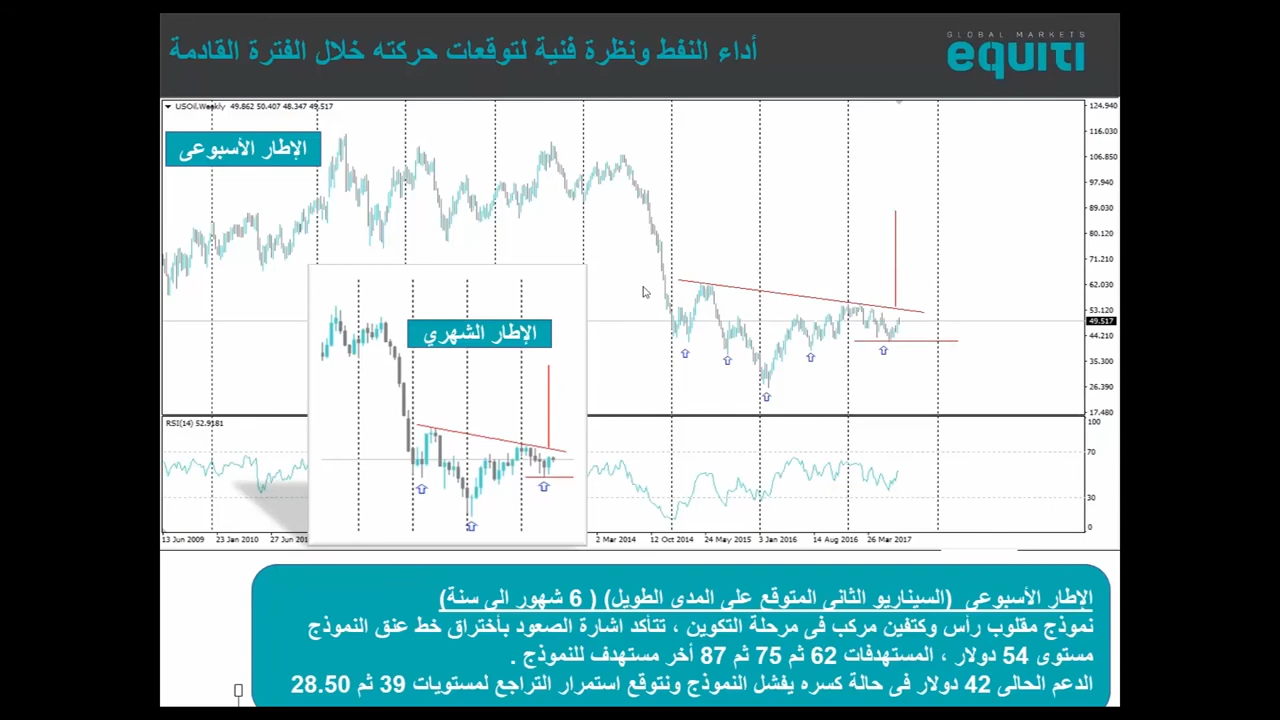 أداء النفط ونظرة فنية لتوقعات حركته خلال الفترة القادمة
GLOBAL MARKETS
equiti
USOil,Weekly 49.862 50.407 48.347 49.517
الإطار الأسبوعى
الإطار الشهري
124.940
116.030
106.850
97.940
89.030
80.120
71.210
62.030
53.120
49.517
44.210
35.300
26.390
17.480
RSI(14) 52.9181
100
70
30
0
13 Jun 2009 23 Jan 2010 27 Jun 201 2 Mar 2014 12 Oct 2014 24 May 2015 3 Jan 2016 14 Aug 2016 26 Mar 2017
الإطار الأسبوعى (السيناريو الثانى المتوقع على المدى الطويل) ( 6 شهور الى سنة)
نموذج مقلوب رأس وكتفين مركب فى مرحلة التكوين ، تتأكد اشارة الصعود بأختراق خط عنق النموذج
مستوى 54 دولار ، المستهدفات 62 ثم 75 ثم 87 أخر مستهدف للنموذج .
الدعم الحالى 42 دولار فى حالة كسره يفشل النموذج ونتوقع استمرار التراجع لمستويات 39 ثم 28.50